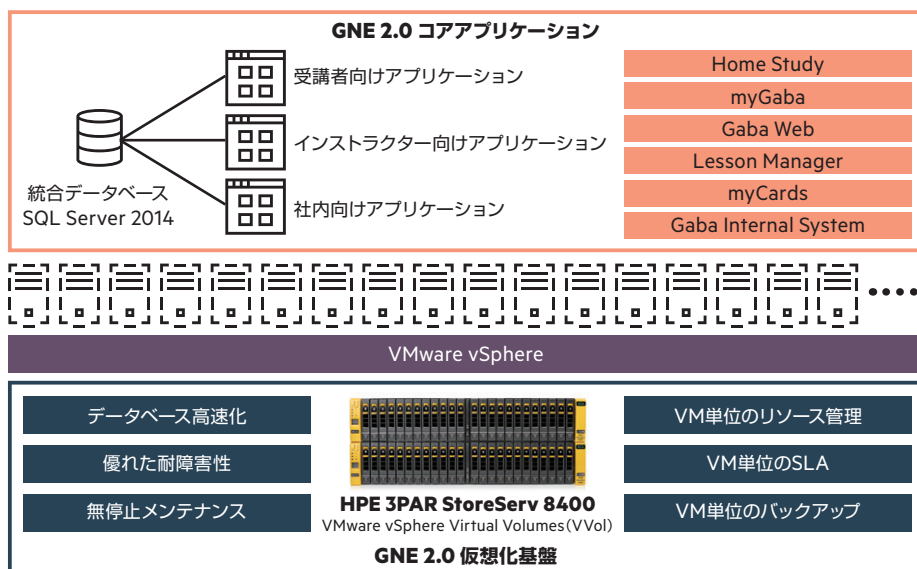 GNE 2.0 コアアプリケーション
受講者向けアプリケーション
インストラクター向けアプリケーション
社内向けアプリケーション
統合データベース
SQL Server 2014
Home Study
myGaba
Gaba Web
Lesson Manager
myCards
Gaba Internal System
VMware vSphere
データベース高速化
優れた耐障害性
無停止メンテナンス
HPE 3PAR StoreServ 8400
VMware vSphere Virtual Volumes(VVol)
VM単位のリソース管理
VM単位のSLA
VM単位のバックアップ
GNE 2.0 仮想化基盤